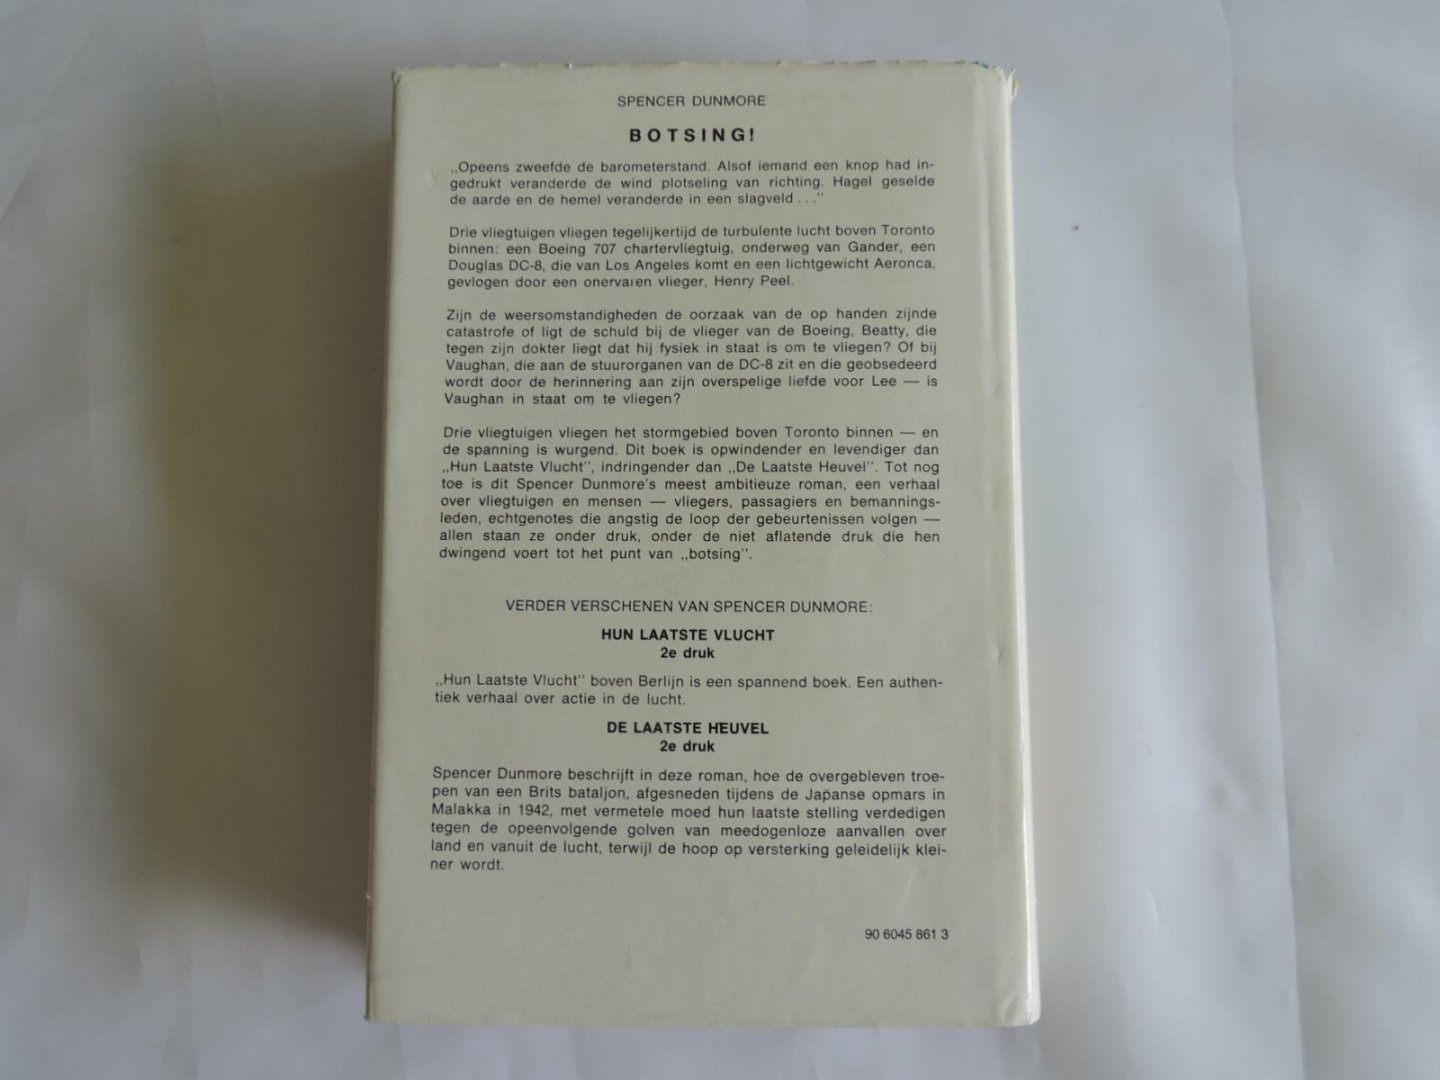 SPENCER DUNMORE
BOTSING!
„Opeens zweefde de barometerstand. Alsof iemand een knop had in-
gedrukt veranderde de wind plotseling van richting. Hagel geselde
de aarde en de hemel veranderde in een slagveld . . ."
Drie vliegtuigen vliegen tegelijkertijd de turbulente lucht boven Toronto
binnen: een Boeing 707 chartervliegtuig, onderweg van Gander, een
Douglas DC-8, die van Los Angeles komt en een lichtgewicht Aeronca,
gevlogen door een onervaren vlieger, Henry Peel.
Zijn de weersomstandigheden de oorzaak van de op handen zijnde
catastrofe of ligt de schuld bij de vlieger van de Boeing, Beatty, die
tegen zijn dokter liegt dat hij fysiek in staat is om te vliegen? Of bij
Vaughan, die aan de stuurorganen van de DC-8 zit en die geobsedeerd
wordt door de herinnering aan zijn overspelige liefde voor Lee — is
Vaughan in staat om te vliegen?
Drie vliegtuigen vliegen het stormgebied boven Toronto binnen — en
de spanning is wurgend. Dit boek is opwindender en levendiger dan
„Hun Laatste Vlucht", indringender dan „De Laatste Heuvel". Tot nog
toe is dit Spencer Dunmore's meest ambitieuze roman, een verhaal
over vliegtuigen en mensen — vliegers, passagiers en bemannings-
leden, echtgenotes die angstig de loop der gebeurtenissen volgen —
allen staan ze onder druk, onder de niet aflatende druk die hen
dwingend voert tot het punt van „botsing".
VERDER VERSCHENEN VAN SPENCER DUNMORE:
HUN LAATSTE VLUCHT
2e druk
„Hun Laatste Vlucht" boven Berlijn is een spannend boek. Een authen-
tiek verhaal over actie in de lucht.
DE LAATSTE HEUVEL
2e druk
Spencer Dunmore beschrijft in deze roman, hoe de overgebleven troe-
pen van een Brits bataljon, afgesneden tijdens de Japanse opmars in
Malakka in 1942, met vermetele moed hun laatste stelling verdedigen
tegen de opeenvolgende golven van meedogenloze aanvallen over
land en vanuit de lucht, terwijl de hoop op versterking geleidelijk klei-
ner wordt.
90 6045 861 3